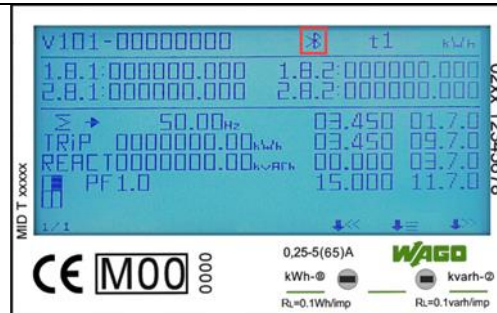 v101-00000000 t1 kWh
1.8.1:000000.000 1.8.2:000000.000
2.8.1:000000.000 2.8.2:000000.000
Σ 50.00Hz 03.450 01.7.0
TRiP 0000000.00kWh 03.450 09.7.0
REACT0000000.00kvARh 00.000 03.7.0
PF1.0 15.000 11.7.0
1/1
MID T xxxxx
CE M00 0000
0,25-5(65)A WAGO
kWh-① kvarh-②
RL=0.1Wh/imp RL=0.1varh/imp